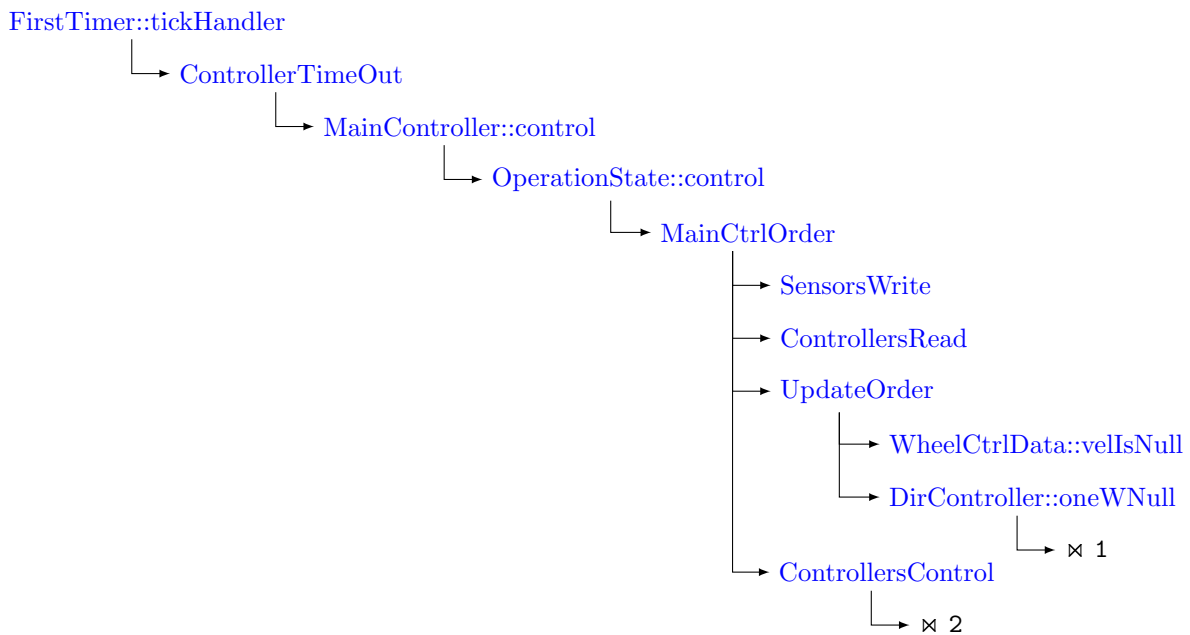 FirstTimer::tickHandler
ControllerTimeOut
MainController::control
OperationState::control
MainCtrlOrder
SensorsWrite
ControllersRead
UpdateOrder
WheelCtrlData::velIsNull
DirController::oneWNull
⋈ 1
ControllersControl
⋈ 2